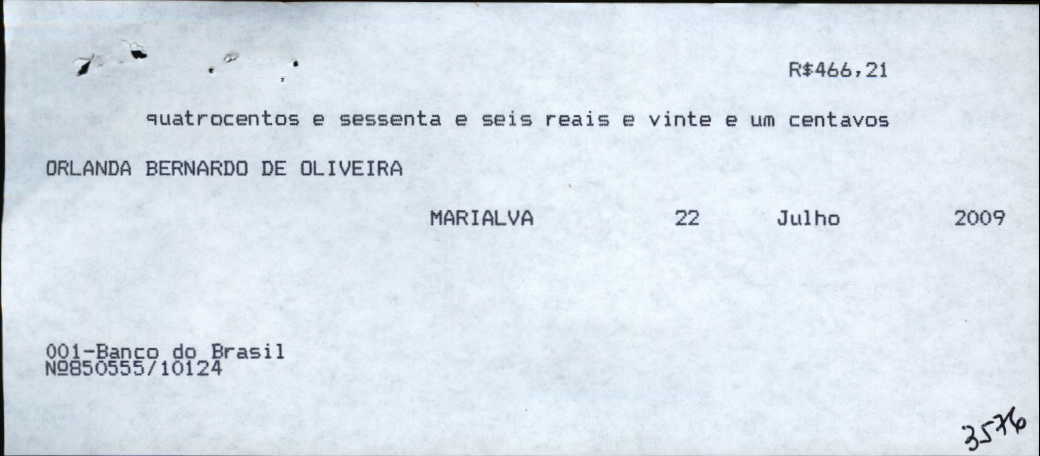 R$466,21
quatrocentos e sessenta e seis reais e vinte e um centavos
ORLANDA BERNARDO DE OLIVEIRA
MARIALVA 22 Julho 2009
001-Banco do Brasil
Nº850555/10124
3576